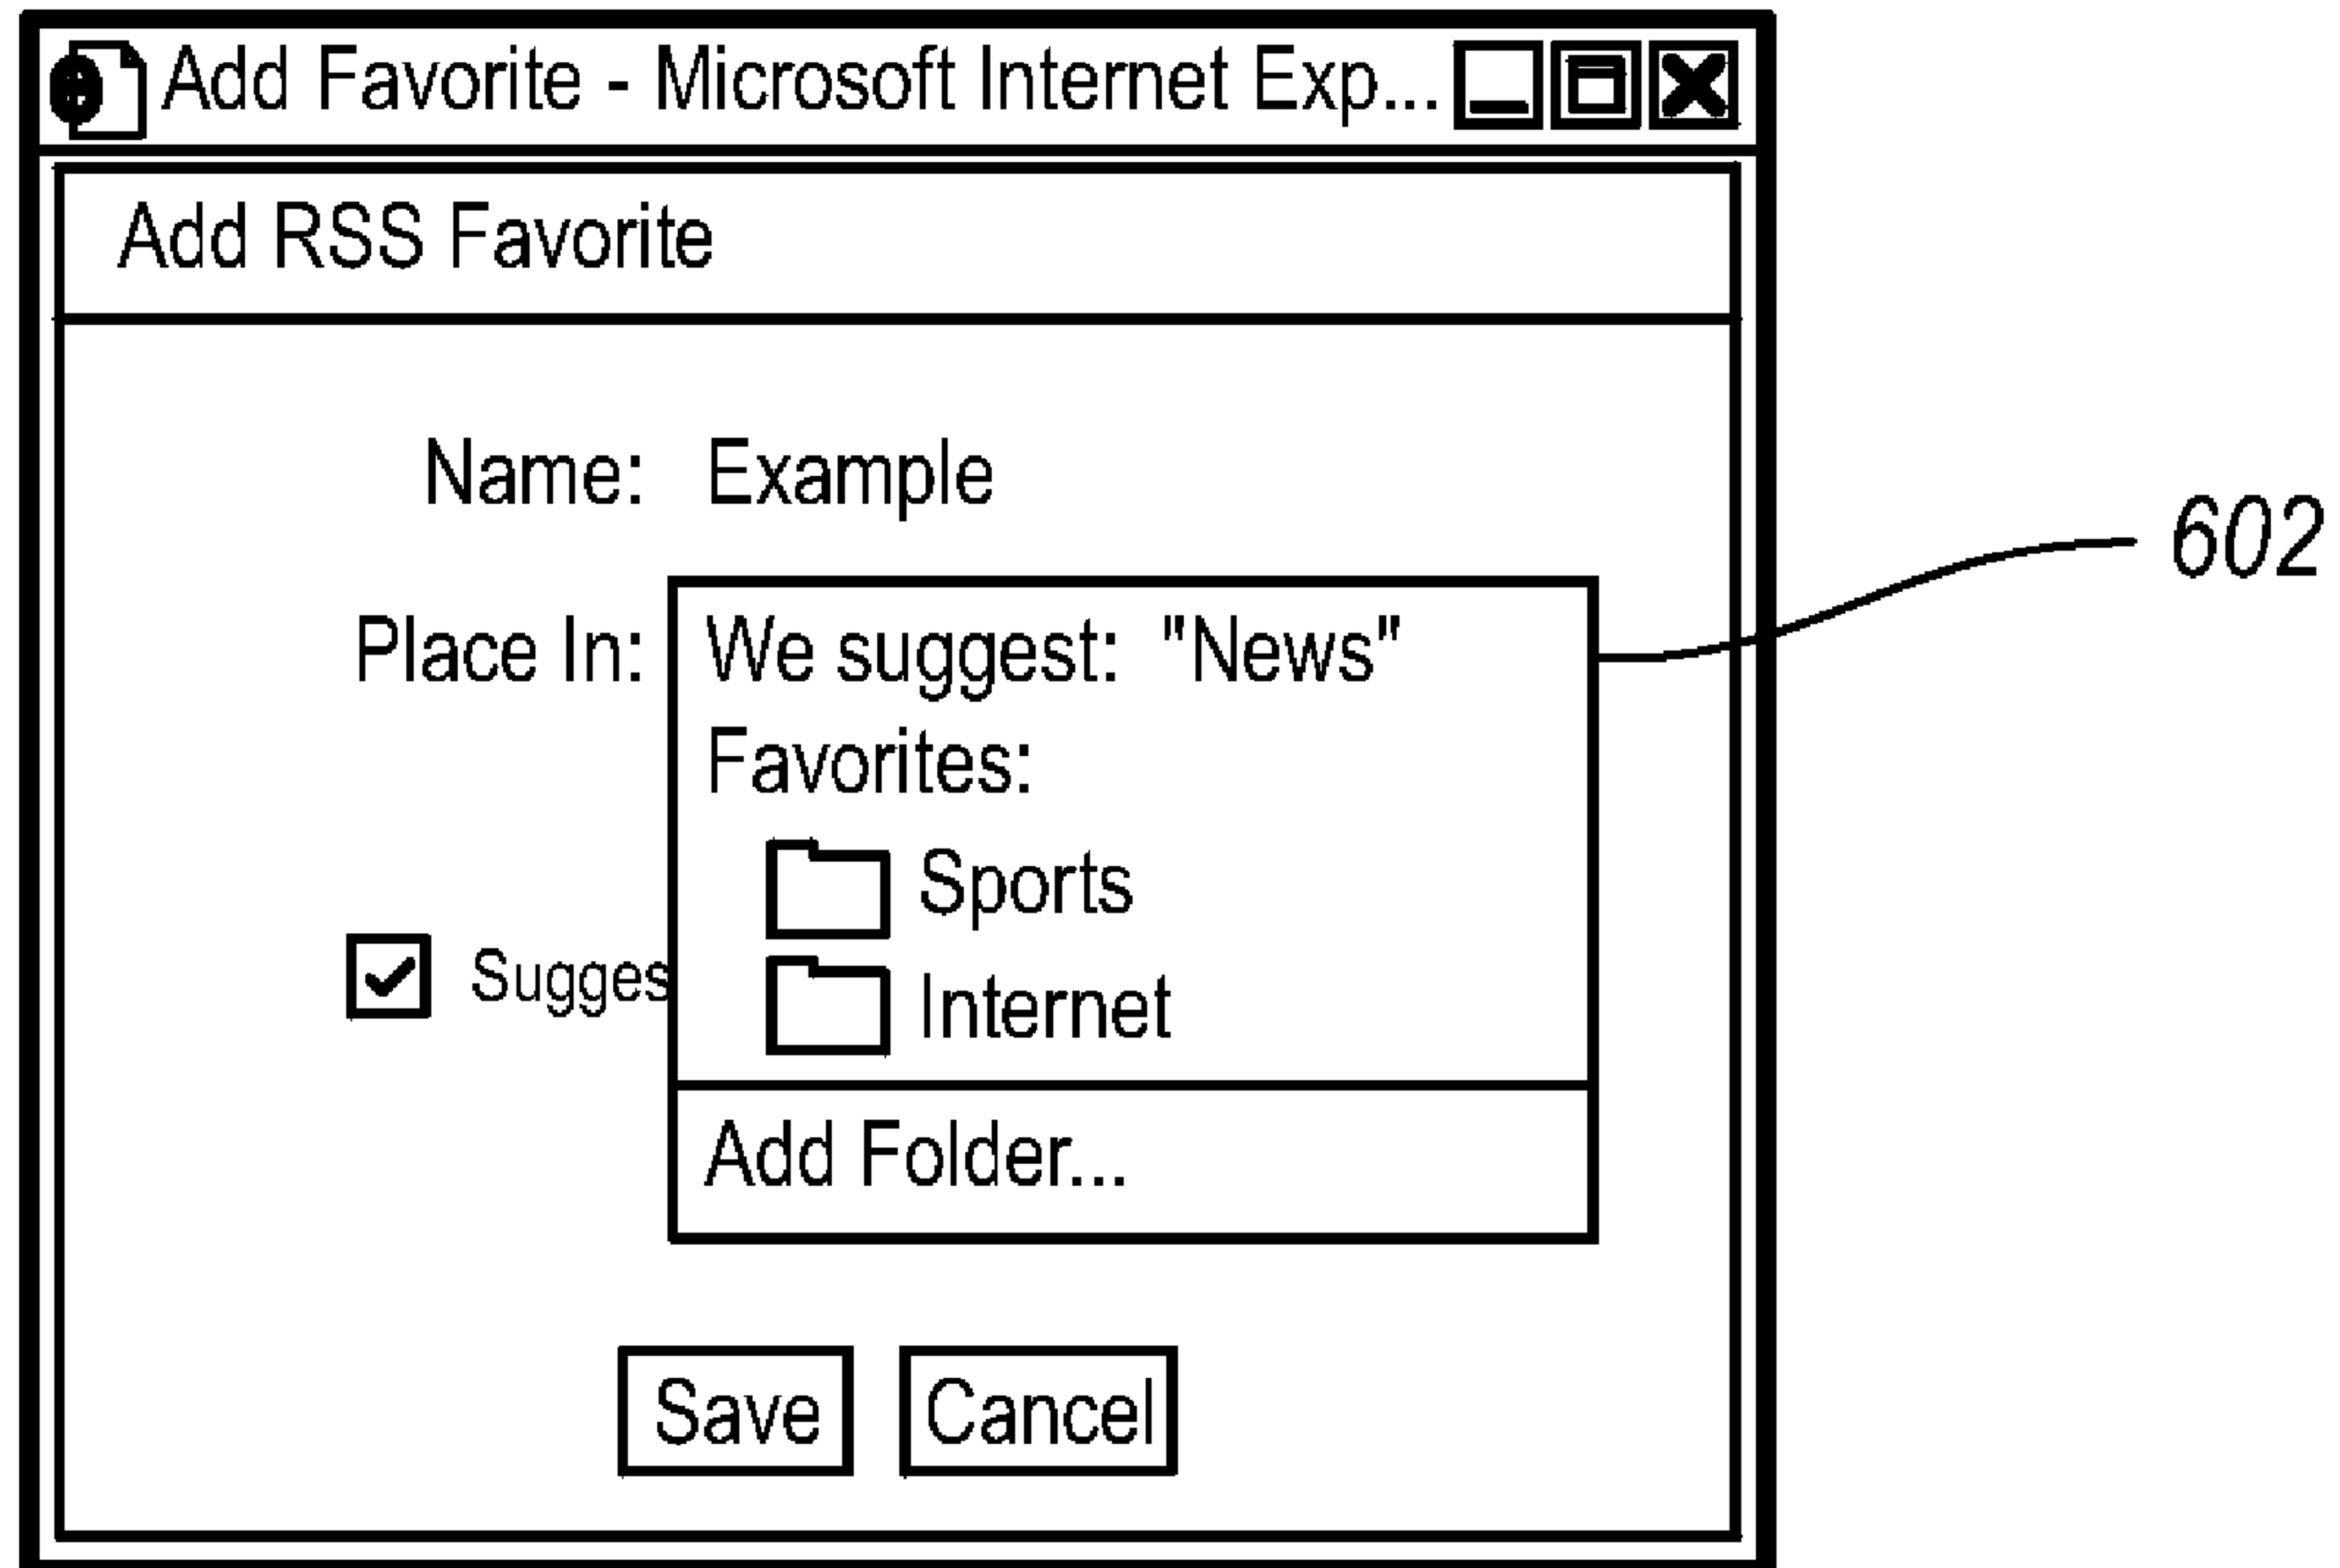 Add Favorite - Microsoft Internet Exp...
Add RSS Favorite
Name: Example
602
Place In: We suggest: "News"
Favorites:
Sports
Sugges
Internet
Add Folder...
Save Cancel